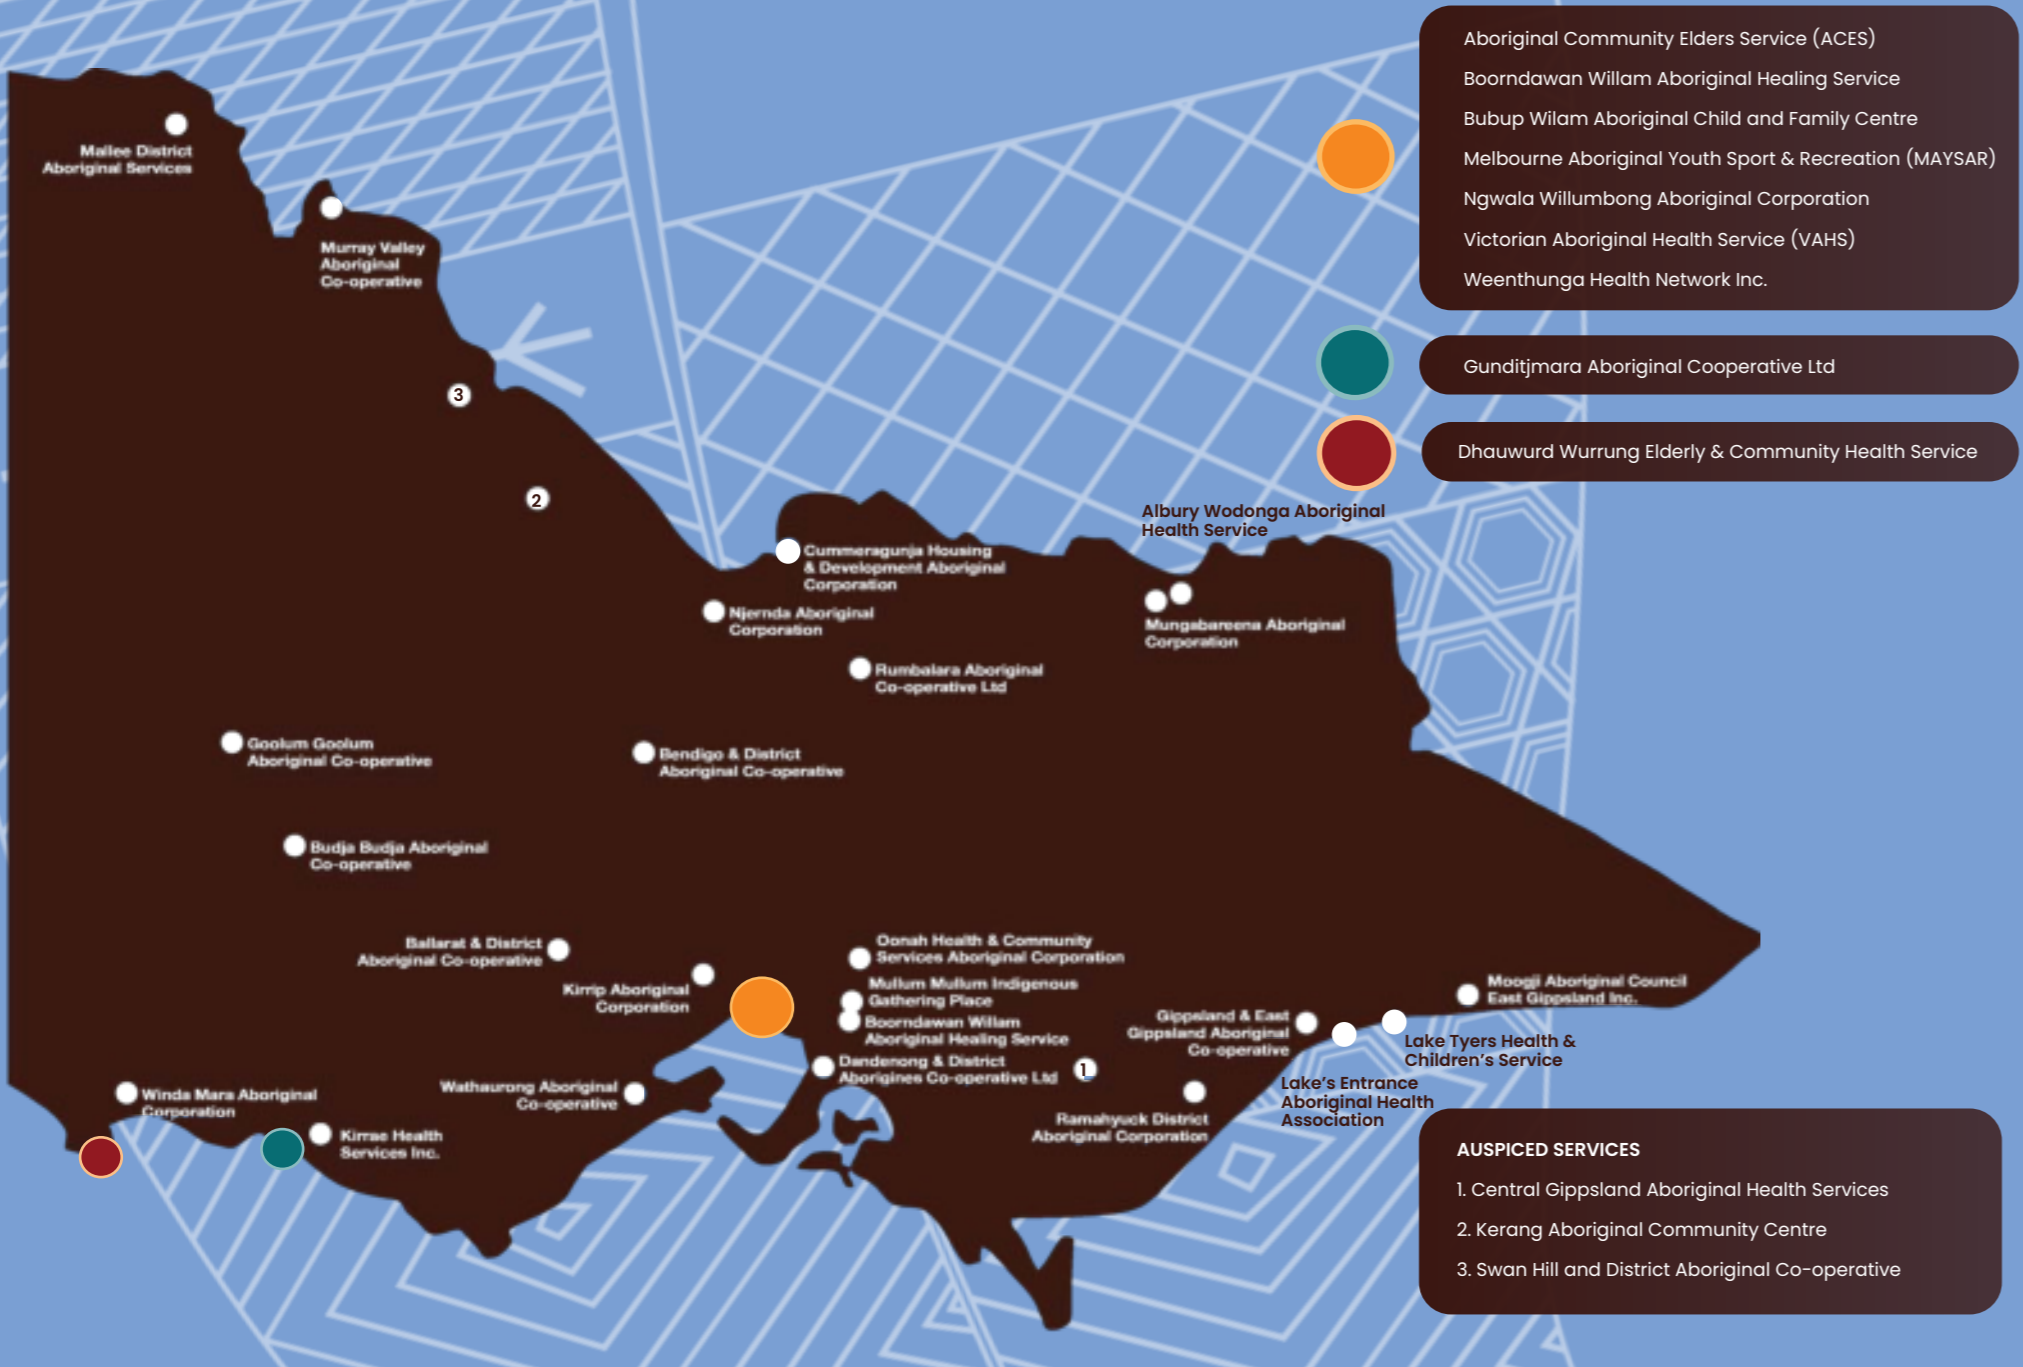 Aboriginal Community Elders Service (ACES)
Boorndawan Willam Aboriginal Healing Service
Bubup Wilam Aboriginal Child and Family Centre
Melbourne Aboriginal Youth Sport & Recreation (MAYSAR)
Ngwala Willumbong Aboriginal Corporation
Victorian Aboriginal Health Service (VAHS)
Weenthunga Health Network Inc.
Gunditjmara Aboriginal Cooperative Ltd
Dhauwurd Wurrung Elderly & Community Health Service
Mallee District
Aboriginal Services
Murray Valley
Aboriginal
Co-operative
3
2
Albury Wodonga Aboriginal
Health Service
Cummeragunja Housing
& Development Aboriginal
Corporation
Njernda Aboriginal
Corporation
Mungabareena Aboriginal
Corporation
Rumbalara Aboriginal
Co-operative Ltd
Goolum Goolum
Aboriginal Co-operative
Bendigo & District
Aboriginal Co-operative
Budja Budja Aboriginal
Co-operative
Ballarat & District
Aboriginal Co-operative
Kirrip Aboriginal
Corporation
Oonah Health & Community
Services Aboriginal Corporation
Mullum Mullum Indigenous
Gathering Place
Boorndawan Willam
Aboriginal Healing Service
Dandenong & District
Aborigines Co-operative Ltd
1
Gippsland & East
Gippsland Aboriginal
Co-operative
Moogji Aboriginal Council
East Gippsland Inc.
Lake Tyers Health &
Children's Service
Lake's Entrance
Aboriginal Health
Association
Ramahyuck District
Aboriginal Corporation
Wathaurong Aboriginal
Co-operative
Winda Mara Aboriginal
Corporation
Kirrae Health
Services Inc.
AUSPICED SERVICES
1. Central Gippsland Aboriginal Health Services
2. Kerang Aboriginal Community Centre
3. Swan Hill and District Aboriginal Co-operative